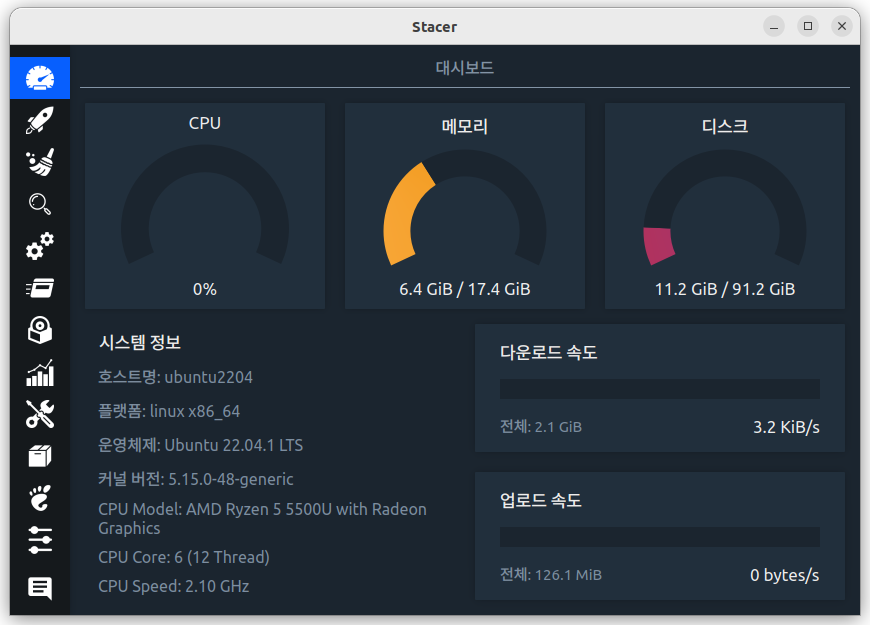 Stacer
대시보드
CPU
0%
메모리
6.4 GiB / 17.4 GiB
디스크
11.2 GiB / 91.2 GiB
시스템 정보
호스트명: ubuntu2204
플랫폼: linux x86_64
운영체제: Ubuntu 22.04.1 LTS
커널 버전: 5.15.0-48-generic
CPU Model: AMD Ryzen 5 5500U with Radeon
Graphics
CPU Core: 6 (12 Thread)
CPU Speed: 2.10 GHz
다운로드 속도
전체: 2.1 GiB 3.2 KiB/s
업로드 속도
전체: 126.1 MiB 0 bytes/s